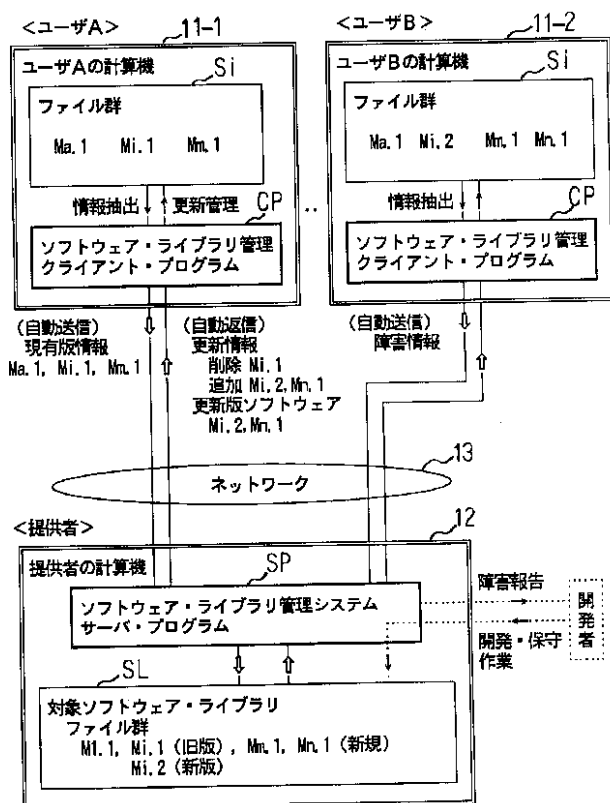 <ユーザA>
11-1
ユーザAの計算機
Si
ファイル群
Ma.1 Mi.1 Mm.1
情報抽出
更新管理
CP
ソフトウェア・ライブラリ管理
クライアント・プログラム
(自動送信)
現有版情報
Ma.1, Mi.1, Mm.1
(自動返信)
更新情報
削除 Mi.1
追加 Mi.2,Mn.1
更新版ソフトウェア
Mi.2,Mn.1
‥
<ユーザB>
11-2
ユーザBの計算機
Si
ファイル群
Ma.1 Mi.2 Mm.1 Mn.1
情報抽出
CP
ソフトウェア・ライブラリ管理
クライアント・プログラム
(自動送信)
障害情報
13
ネットワーク
<提供者>
12
提供者の計算機
SP
ソフトウェア・ライブラリ管理システム
サーバ・プログラム
障害報告
開発・保守
作業
開発者
SL
対象ソフトウェア・ライブラリ
ファイル群
M1.1, Mi.1(旧版), Mm.1, Mn.1(新規)
Mi.2(新版)